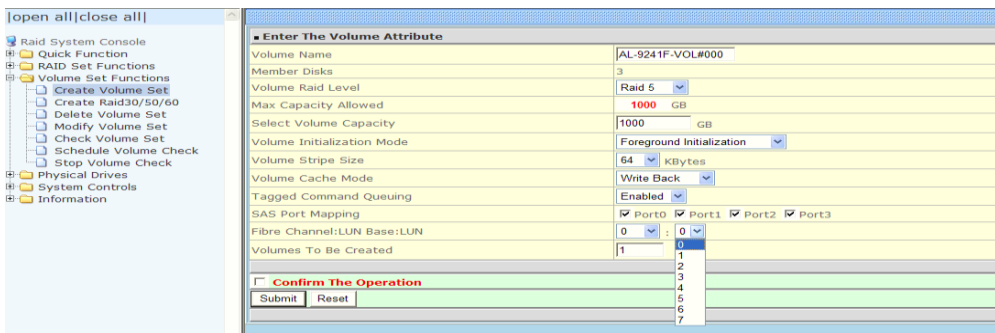 |open all|close all|
Raid System Console
Quick Function
RAID Set Functions
Volume Set Functions
Create Volume Set
Create Raid30/50/60
Delete Volume Set
Modify Volume Set
Check Volume Set
Schedule Volume Check
Stop Volume Check
Physical Drives
System Controls
Information
Enter The Volume Attribute
Volume Name AL-9241F-VOL#000
Member Disks 3
Volume Raid Level Raid 5
Max Capacity Allowed 1000 GB
Select Volume Capacity 1000 GB
Volume Initialization Mode Foreground Initialization
Volume Stripe Size 64 KBytes
Volume Cache Mode Write Back
Tagged Command Queuing Enabled
SAS Port Mapping Port0 Port1 Port2 Port3
Fibre Channel:LUN Base:LUN 0 : 0
Volumes To Be Created 1
0
1
2
3
4
5
6
7
Confirm The Operation
Submit Reset